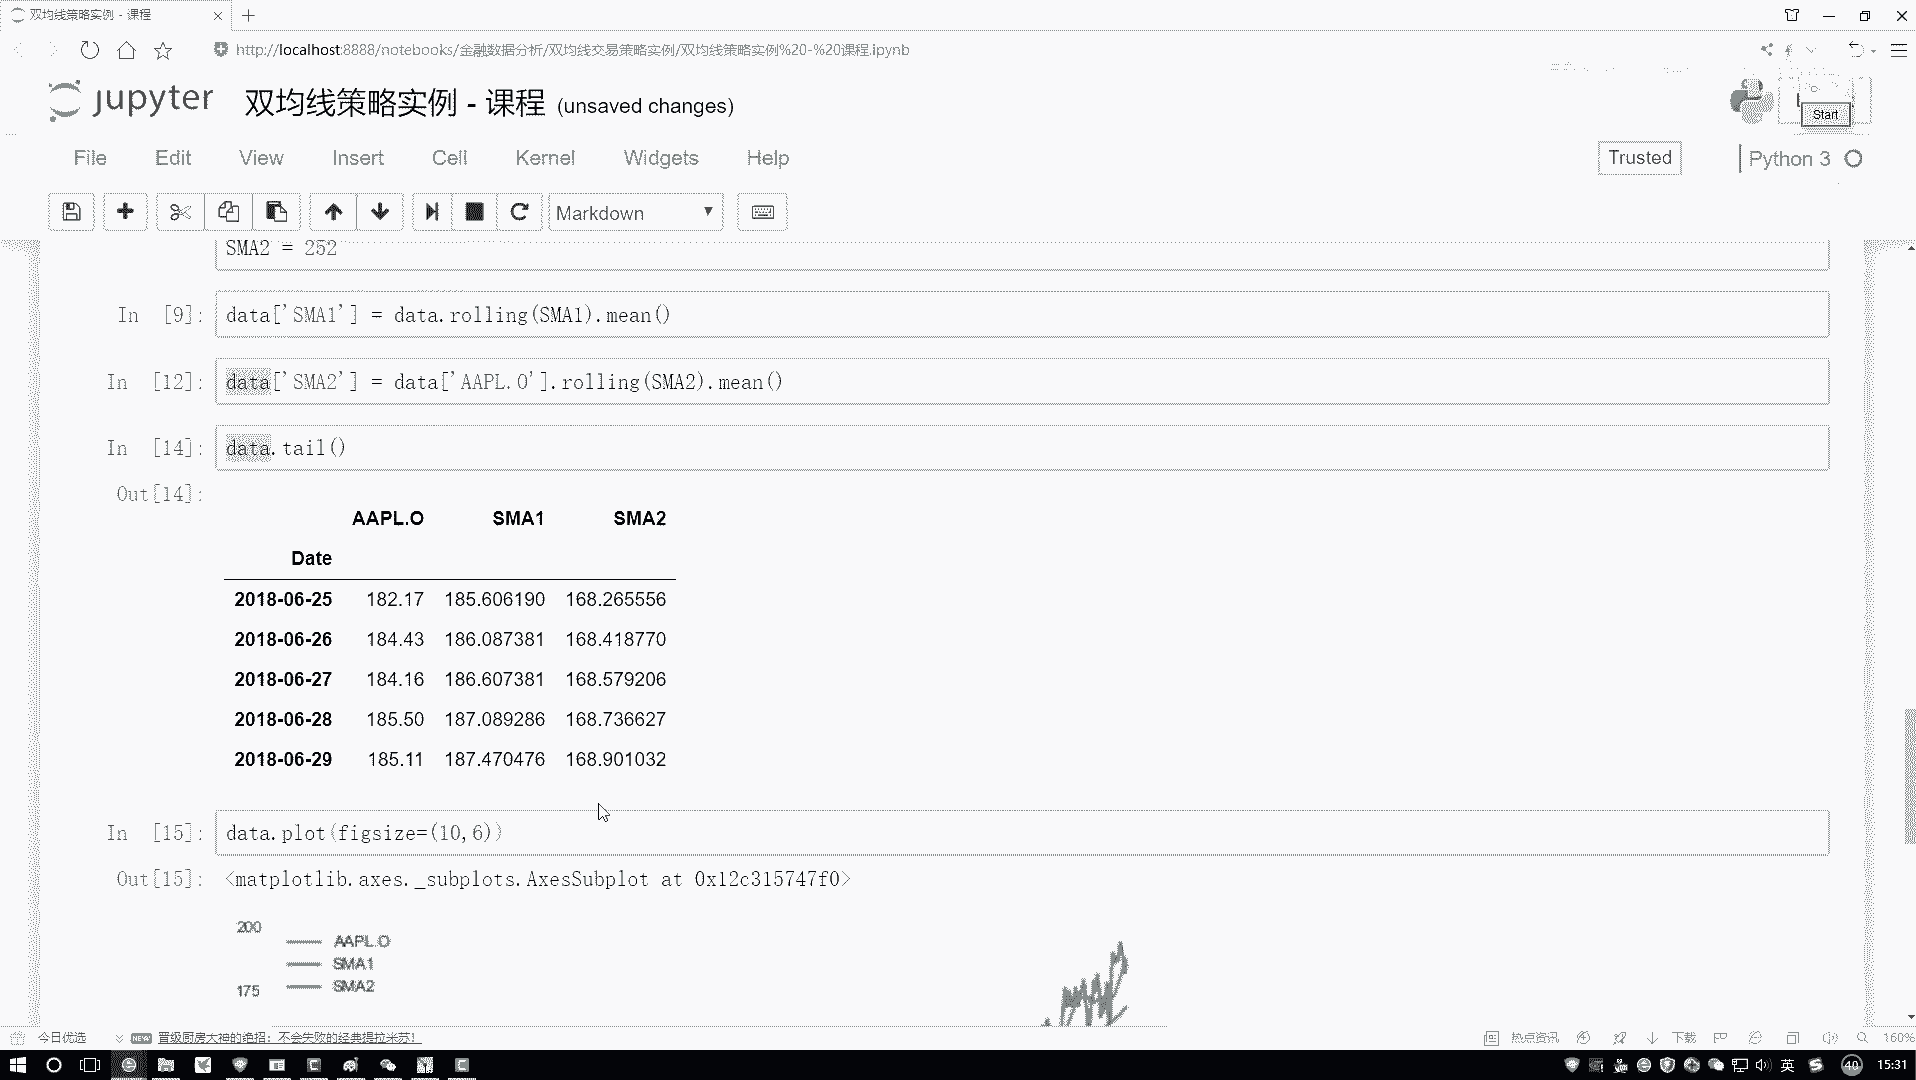 双均线策略实例 - 课程
http://localhost:8888/notebooks/金融数据分析/双均线交易策略实例/双均线策略实例%20-%20课程.ipynb
jupyter 双均线策略实例 - 课程 (unsaved changes)
Start
File Edit View Insert Cell Kernel Widgets Help
Trusted Python 3
Markdown
SMA2 = 252
In [9]: data['SMA1'] = data.rolling(SMA1).mean()
In [12]: data['SMA2'] = data['AAPL.O'].rolling(SMA2).mean()
In [14]: data.tail()
Out[14]:
AAPL.O SMA1 SMA2
Date
2018-06-25 182.17 185.606190 168.265556
2018-06-26 184.43 186.087381 168.418770
2018-06-27 184.16 186.607381 168.579206
2018-06-28 185.50 187.089286 168.736627
2018-06-29 185.11 187.470476 168.901032
In [15]: data.plot(figsize=(10,6))
Out[15]: <matplotlib.axes._subplots.AxesSubplot at 0x12c315747f0>
200
AAPL.O
SMA1
SMA2
175
今日优选 NEW 晋级厨房大神的绝招：不会失败的经典提拉米苏！ 热点资讯 下载 160%
英 40 15:31